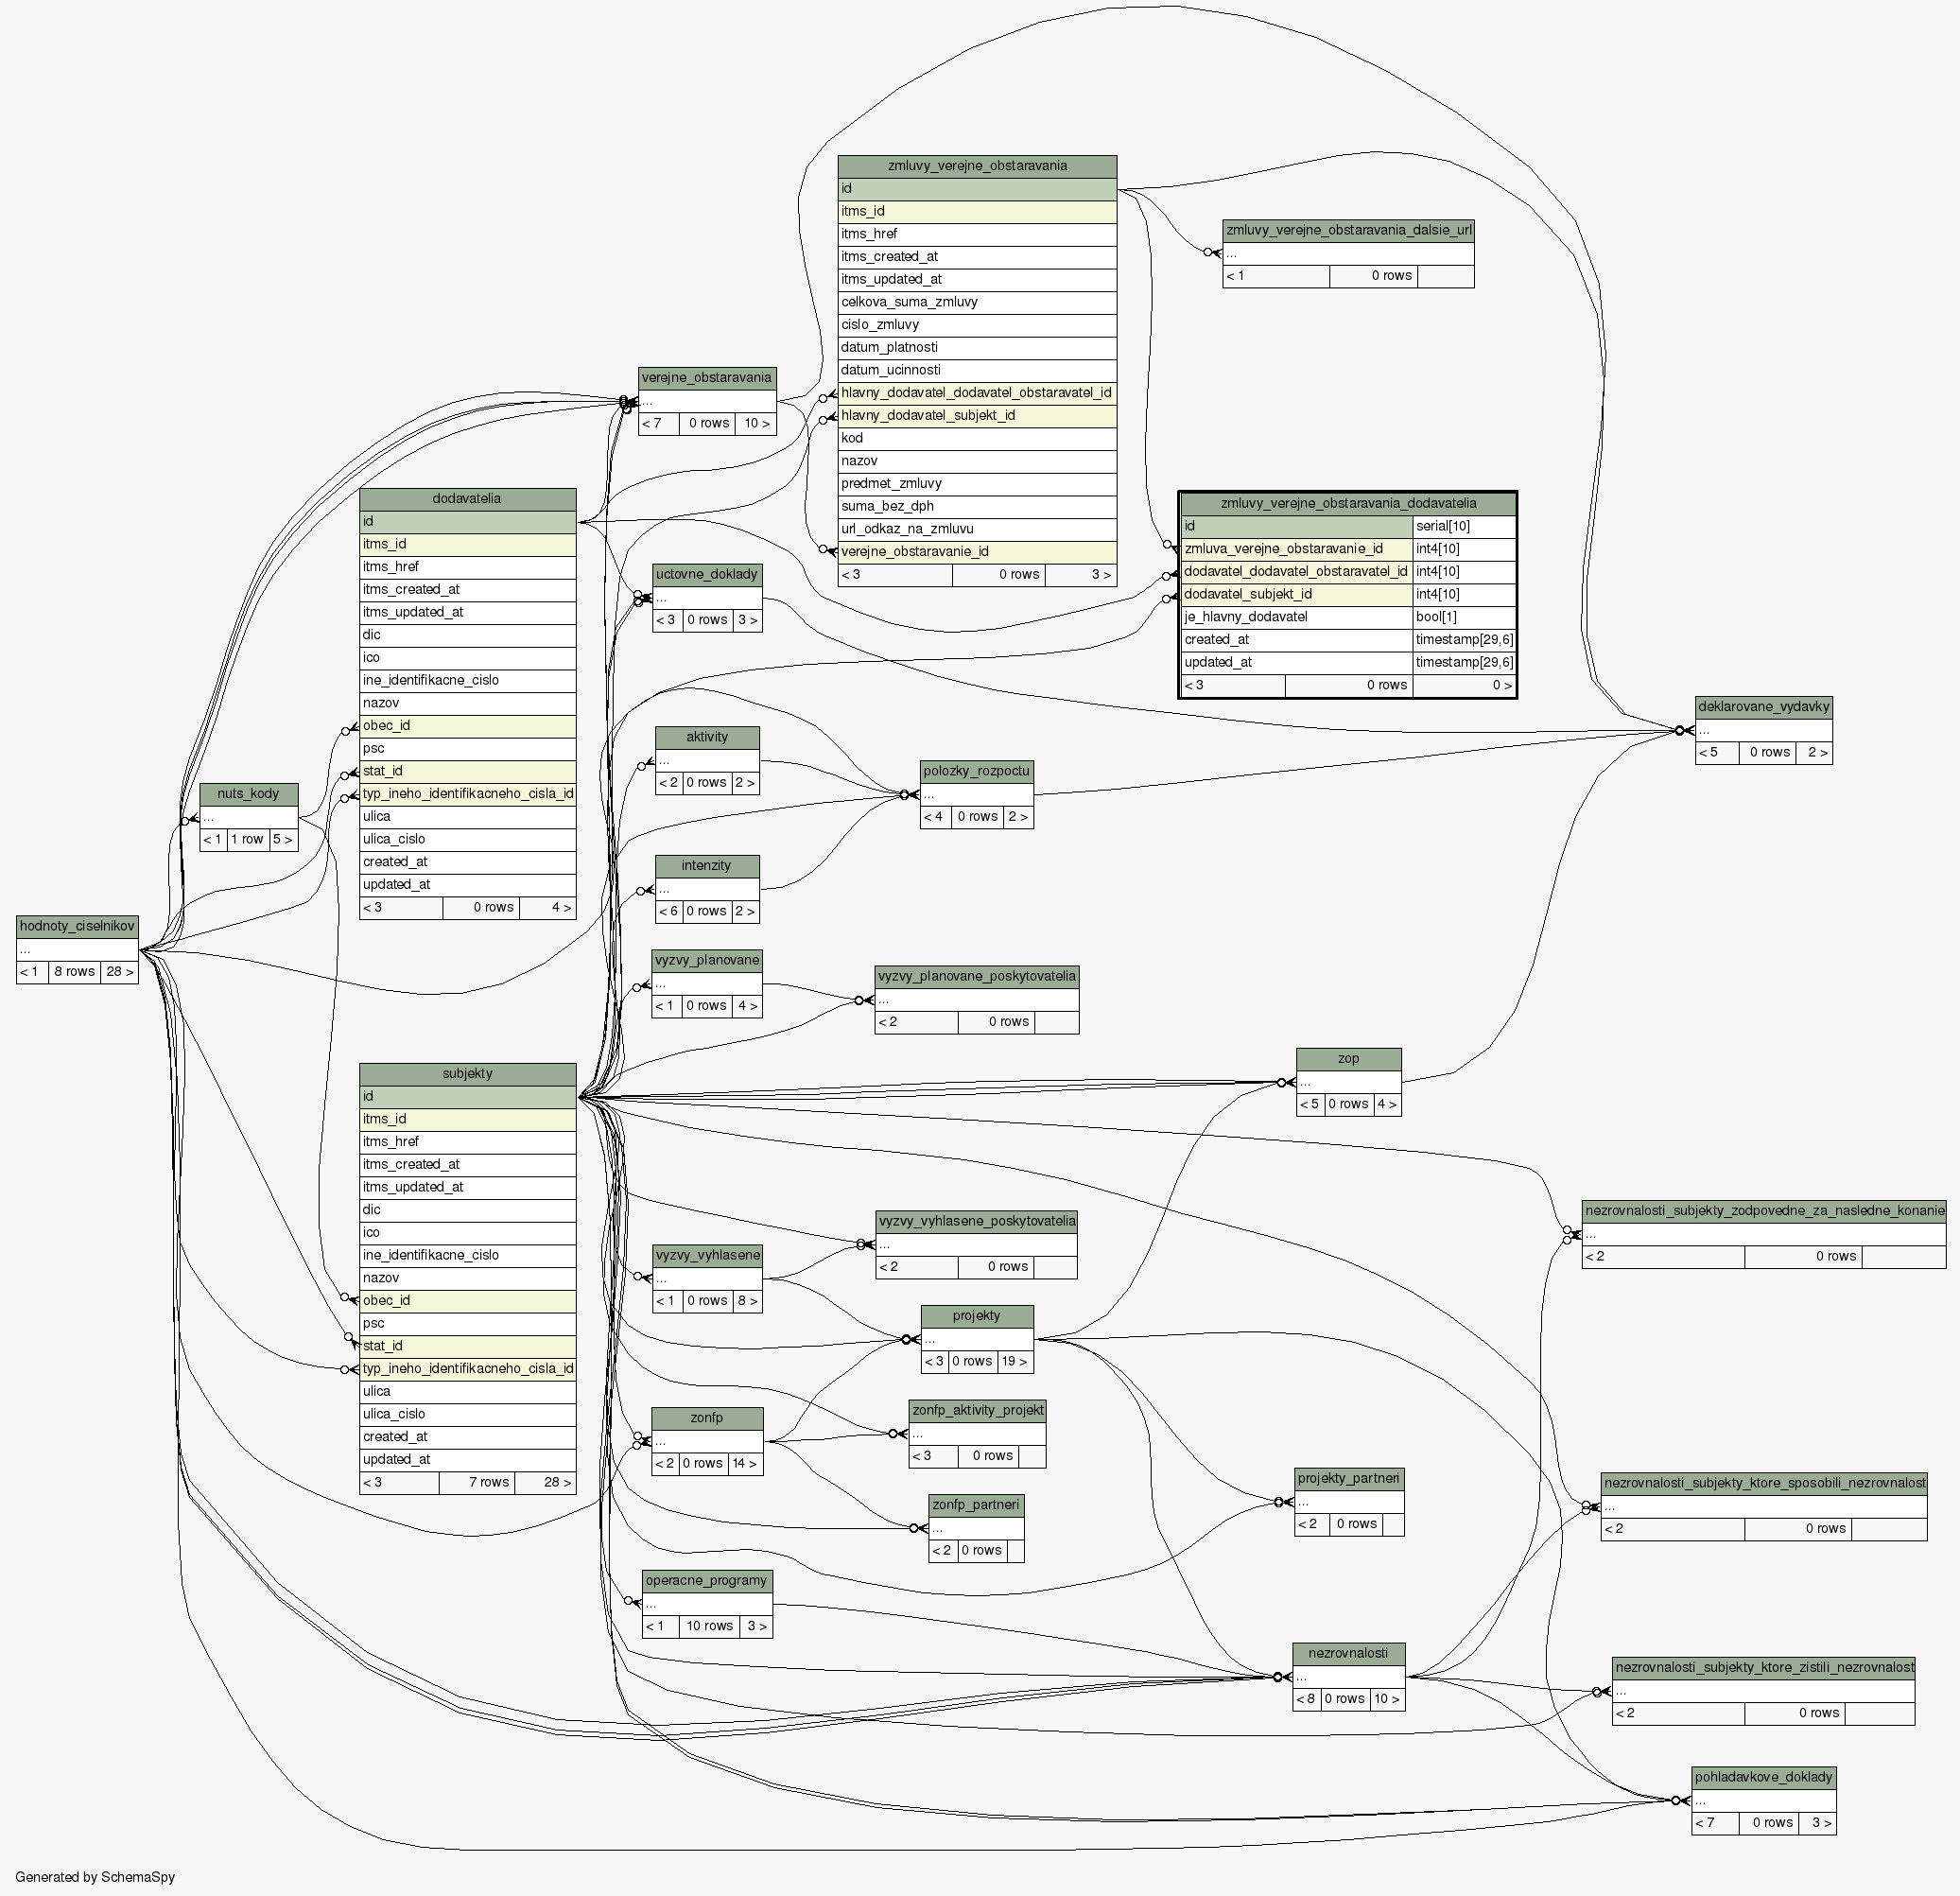 zmluvy_verejne_obstaravania
id
itms_id
itms_href
itms_created_at
itms_updated_at
celkova_suma_zmluvy
cislo_zmluvy
datum_platnosti
datum_ucinnosti
hlavny_dodavatel_dodavatel_obstaravatel_id
hlavny_dodavatel_subjekt_id
kod
nazov
predmet_zmluvy
suma_bez_dph
url_odkaz_na_zmluvu
verejne_obstaravanie_id
< 3 0 rows 3 >
zmluvy_verejne_obstaravania_dalsie_url
...
< 1 0 rows
verejne_obstaravania
...
< 7 0 rows 10 >
dodavatelia
id
itms_id
itms_href
itms_created_at
itms_updated_at
dic
ico
ine_identifikacne_cislo
nazov
obec_id
psc
stat_id
typ_ineho_identifikacneho_cisla_id
ulica
ulica_cislo
created_at
updated_at
< 3 0 rows 4 >
zmluvy_verejne_obstaravania_dodavatelia
id serial[10]
zmluva_verejne_obstaravanie_id int4[10]
dodavatel_dodavatel_obstaravatel_id int4[10]
dodavatel_subjekt_id int4[10]
je_hlavny_dodavatel bool[1]
created_at timestamp[29,6]
updated_at timestamp[29,6]
< 3 0 rows 0 >
uctovne_doklady
...
< 3 0 rows 3 >
deklarovane_vydavky
...
< 5 0 rows 2 >
aktivity
...
< 2 0 rows 2 >
polozky_rozpoctu
...
< 4 0 rows 2 >
nuts_kody
...
< 1 1 row 5 >
intenzity
...
< 6 0 rows 2 >
hodnoty_ciselnikov
...
< 1 8 rows 28 >
vyzvy_planovane
...
< 1 0 rows 4 >
vyzvy_planovane_poskytovatelia
...
< 2 0 rows
zop
...
< 5 0 rows 4 >
subjekty
id
itms_id
itms_href
itms_created_at
itms_updated_at
dic
ico
ine_identifikacne_cislo
nazov
obec_id
psc
stat_id
typ_ineho_identifikacneho_cisla_id
ulica
ulica_cislo
created_at
updated_at
< 3 7 rows 28 >
nezrovnalosti_subjekty_zodpovedne_za_nasledne_konanie
...
< 2 0 rows
vyzvy_vyhlasene_poskytovatelia
...
< 2 0 rows
vyzvy_vyhlasene
...
< 1 0 rows 8 >
projekty
...
< 3 0 rows 19 >
zonfp_aktivity_projekt
...
< 3 0 rows
zonfp
...
< 2 0 rows 14 >
projekty_partneri
...
< 2 0 rows
nezrovnalosti_subjekty_ktore_sposobili_nezrovnalost
...
< 2 0 rows
zonfp_partneri
...
< 2 0 rows
operacne_programy
...
< 1 10 rows 3 >
nezrovnalosti
...
< 8 0 rows 10 >
nezrovnalosti_subjekty_ktore_zistili_nezrovnalost
...
< 2 0 rows
pohladavkove_doklady
...
< 7 0 rows 3 >
Generated by SchemaSpy